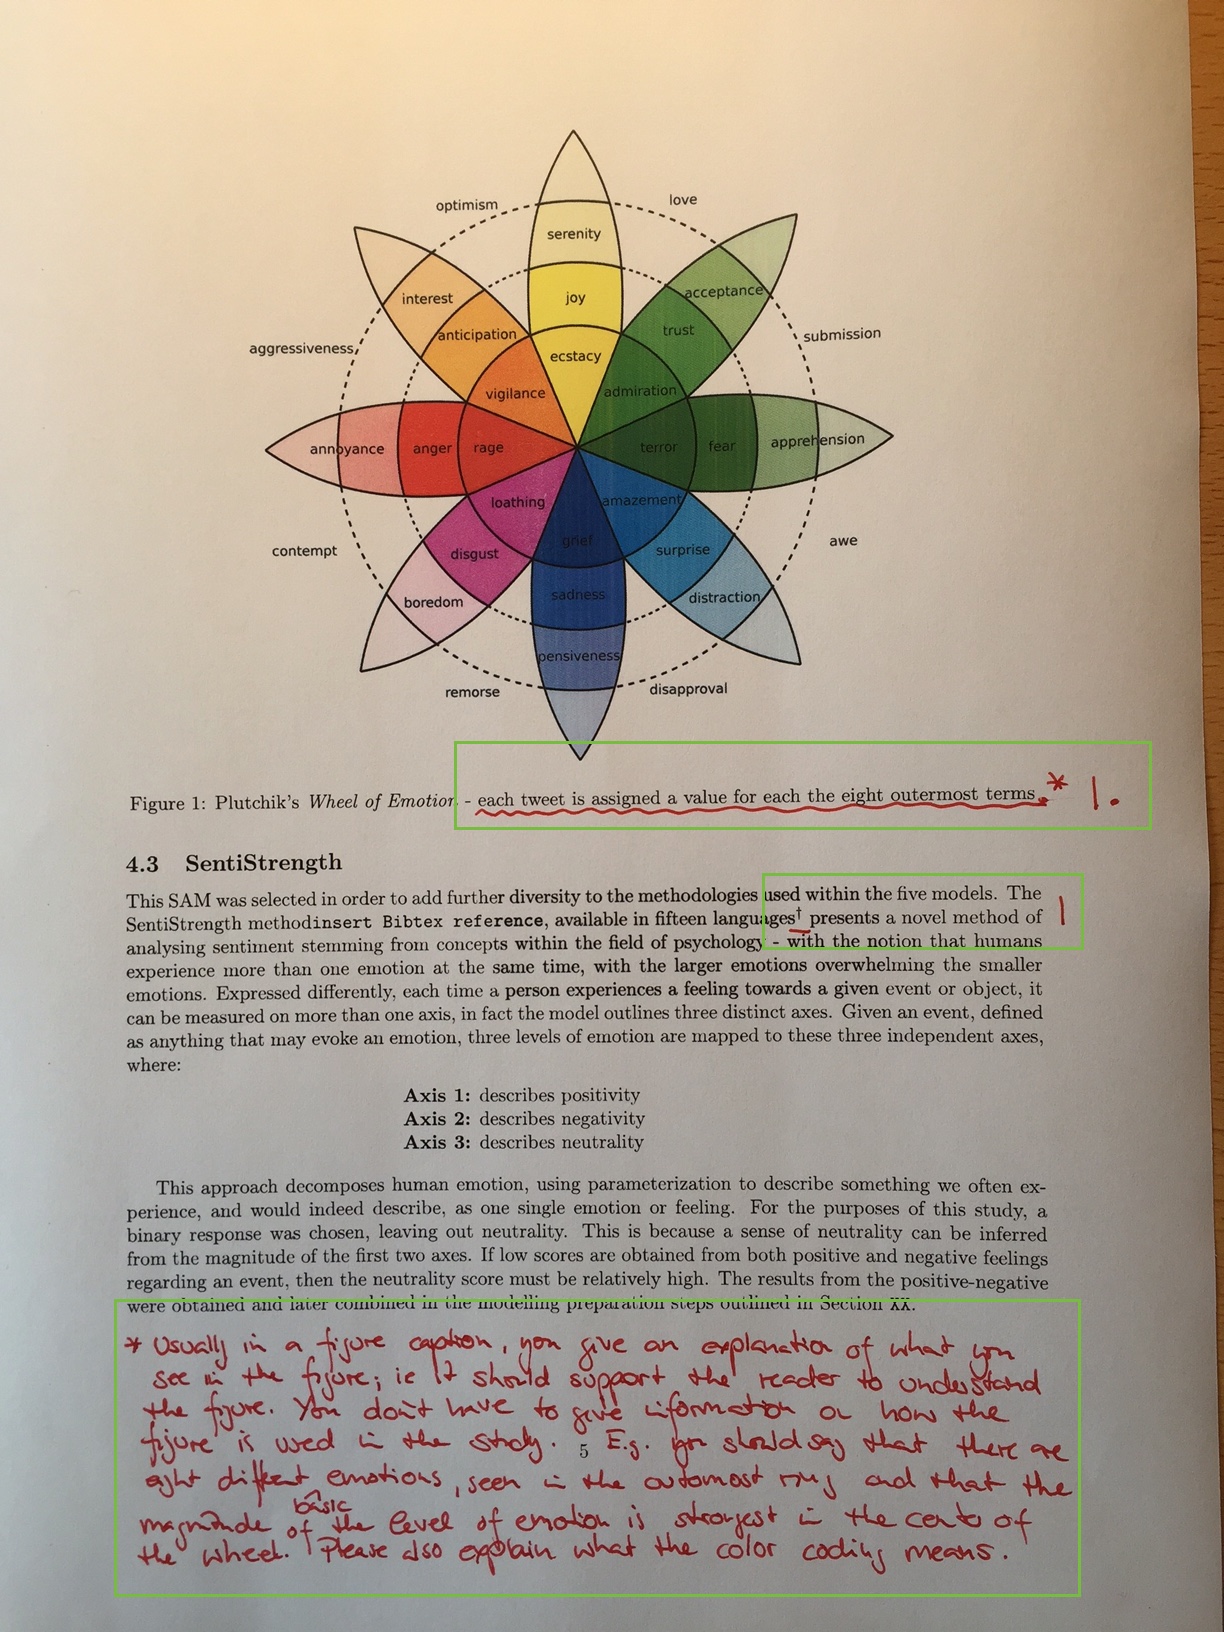 optimism
love
serenity
interest
acceptance
joy
anticipation
trust
aggressiveness
submission
ecstacy
vigilance
admiration
annoyance
anger
rage
terror
fear
apprehension
loathing
amazement
contempt
disgust
grief
surprise
awe
boredom
sadness
distraction
pensiveness
remorse
disapproval
Figure 1: Plutchik's Wheel of Emotion - each tweet is assigned a value for each the eight outermost terms.* 1.
4.3 SentiStrength
This SAM was selected in order to add further diversity to the methodologies used within the five models. The
SentiStrength methodinsert Bibtex reference, available in fifteen languages† presents a novel method of
analysing sentiment stemming from concepts within the field of psychology - with the notion that humans
experience more than one emotion at the same time, with the larger emotions overwhelming the smaller
emotions. Expressed differently, each time a person experiences a feeling towards a given event or object, it
can be measured on more than one axis, in fact the model outlines three distinct axes. Given an event, defined
as anything that may evoke an emotion, three levels of emotion are mapped to these three independent axes,
where:
Axis 1: describes positivity
Axis 2: describes negativity
Axis 3: describes neutrality
This approach decomposes human emotion, using parameterization to describe something we often ex-
perience, and would indeed describe, as one single emotion or feeling. For the purposes of this study, a
binary response was chosen, leaving out neutrality. This is because a sense of neutrality can be inferred
from the magnitude of the first two axes. If low scores are obtained from both positive and negative feelings
regarding an event, then the neutrality score must be relatively high. The results from the positive-negative
were obtained and later combined in the modelling preparation steps outlined in Section XX.
* Usually in a figure caption, you give an explanation of what you
see in the figure; ie it should support the reader to understand
the figure. You don't have to give information on how the
figure is used in the study. 5 E.g. you should say that there are
eight different emotions, seen in the outermost ring and that the
magnitude of the basic level of emotion is strongest in the center of
the wheel. Please also explain what the color coding means.